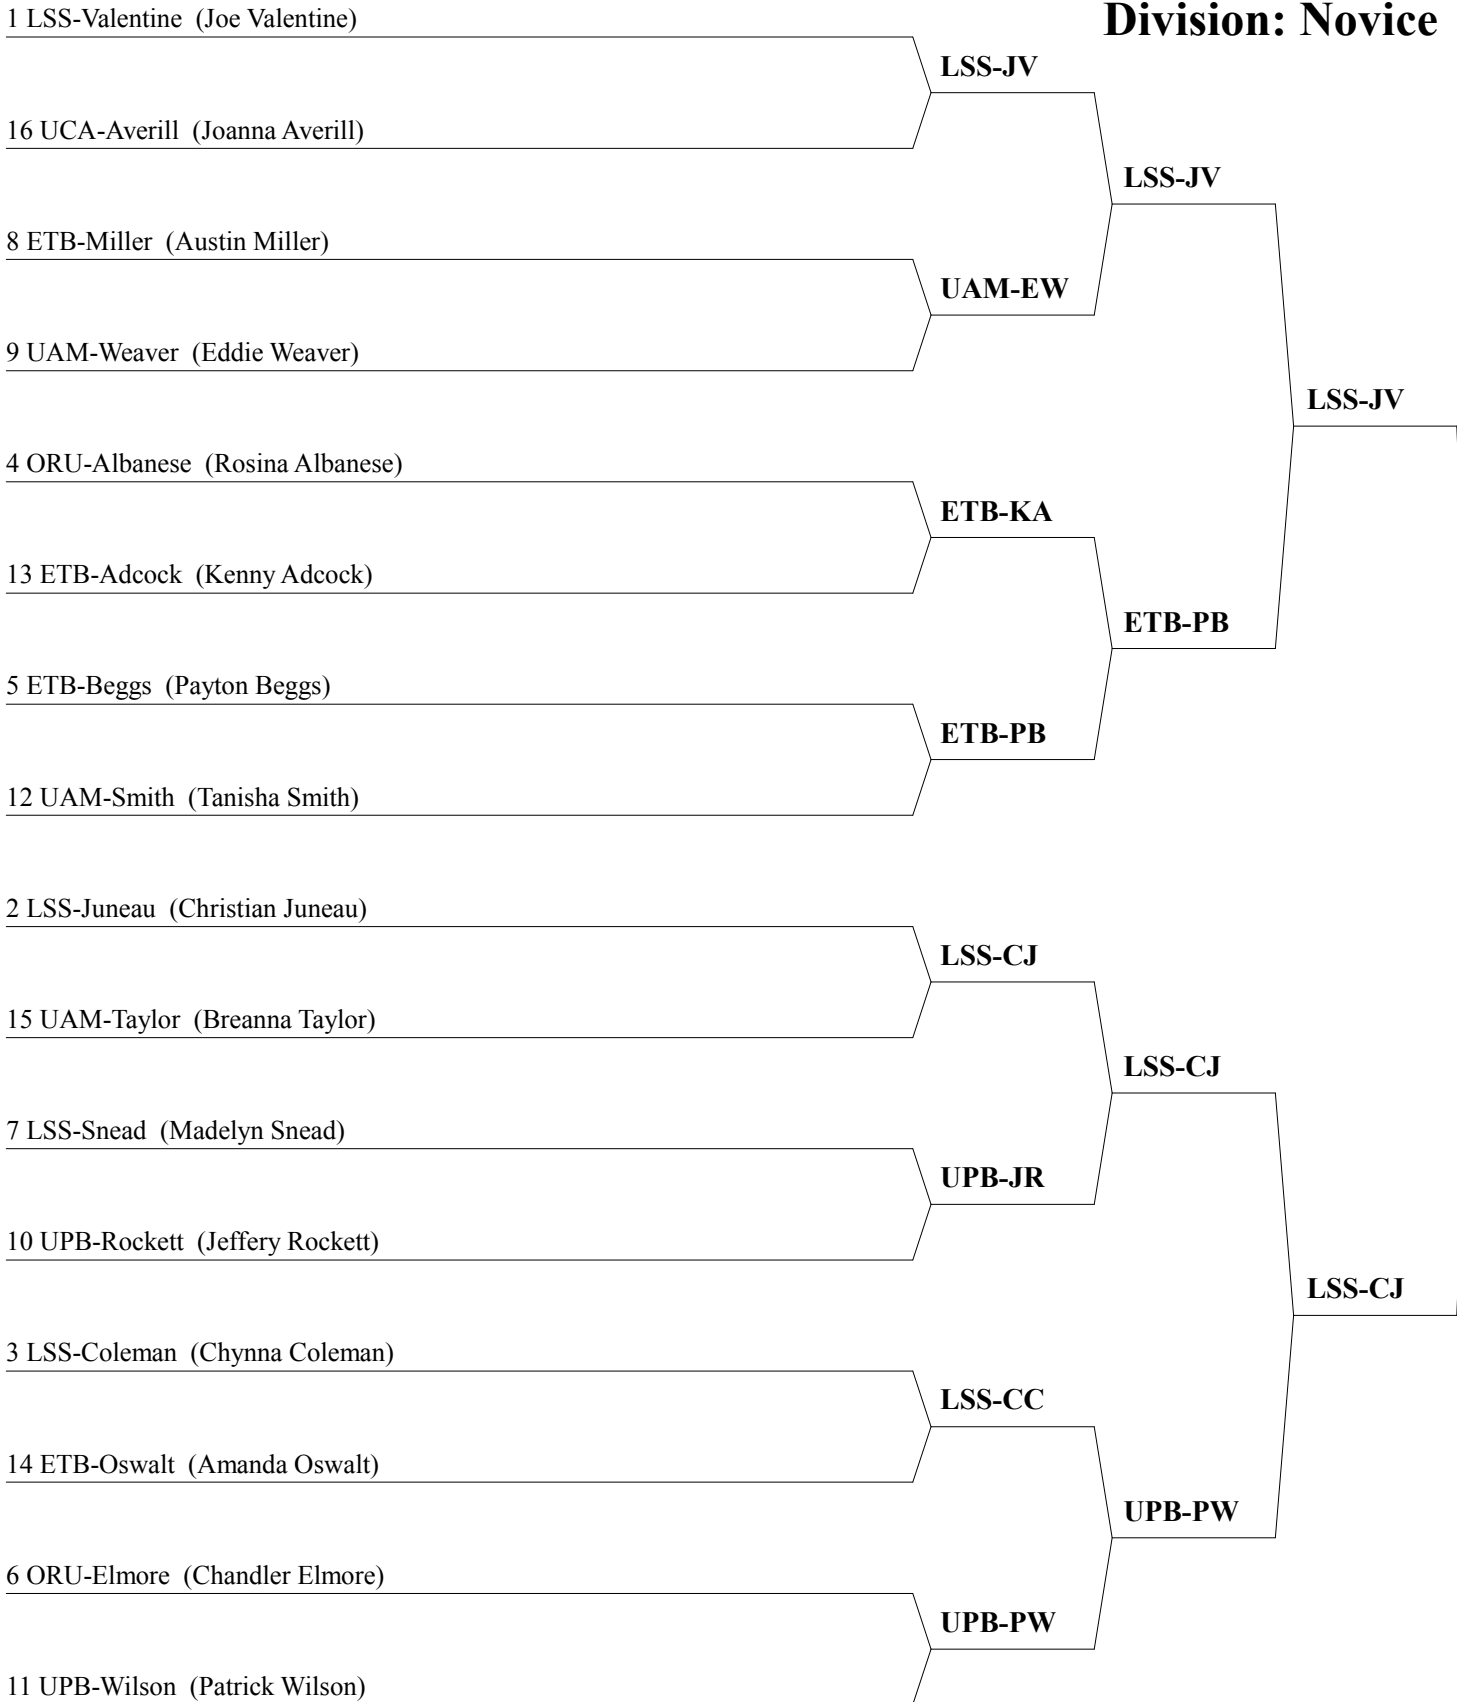 Division: Novice
1 LSS-Valentine (Joe Valentine)
LSS-JV
16 UCA-Averill (Joanna Averill)
LSS-JV
8 ETB-Miller (Austin Miller)
UAM-EW
9 UAM-Weaver (Eddie Weaver)
LSS-JV
4 ORU-Albanese (Rosina Albanese)
ETB-KA
13 ETB-Adcock (Kenny Adcock)
ETB-PB
5 ETB-Beggs (Payton Beggs)
ETB-PB
12 UAM-Smith (Tanisha Smith)
2 LSS-Juneau (Christian Juneau)
LSS-CJ
15 UAM-Taylor (Breanna Taylor)
LSS-CJ
7 LSS-Snead (Madelyn Snead)
UPB-JR
10 UPB-Rockett (Jeffery Rockett)
LSS-CJ
3 LSS-Coleman (Chynna Coleman)
LSS-CC
14 ETB-Oswalt (Amanda Oswalt)
UPB-PW
6 ORU-Elmore (Chandler Elmore)
UPB-PW
11 UPB-Wilson (Patrick Wilson)